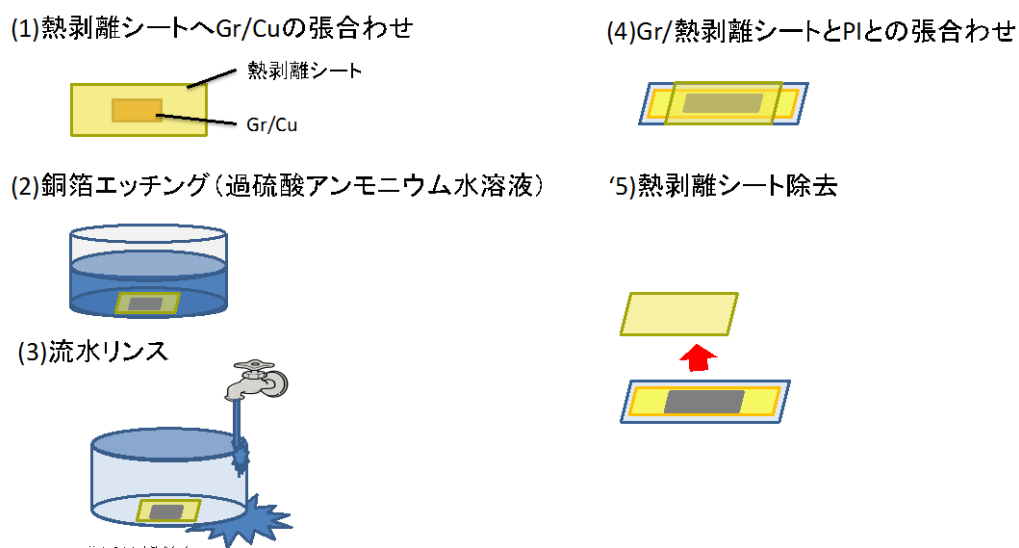 (1)熱剥離シートへGr/Cuの張合わせ
熱剥離シート
Gr/Cu
(2)銅箔エッチング（過硫酸アンモニウム水溶液）
(3)流水リンス
(4)Gr/熱剥離シートとPIとの張合わせ
‘5)熱剥離シート除去